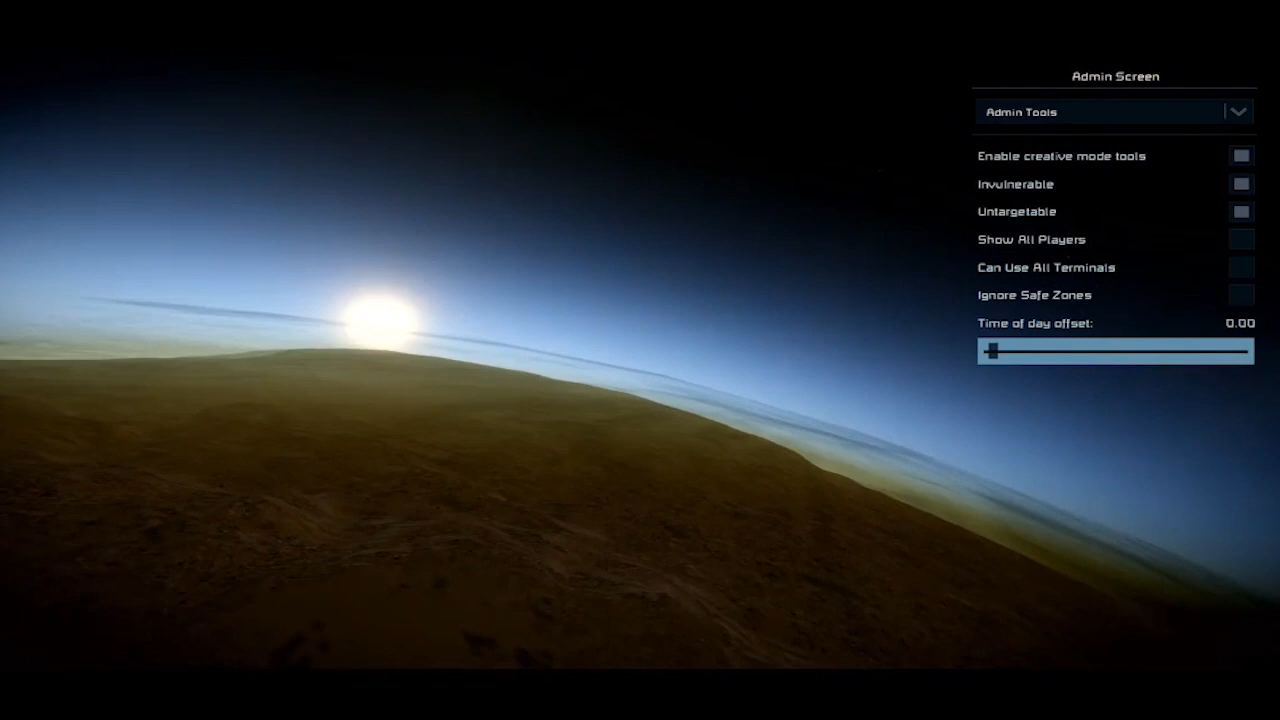 Admin Screen
Admin Tools
Enable creative mode tools
Invulnerable
Untargetable
Show All Players
Can Use All Terminals
Ignore Safe Zones
Time of day offset: 0.00